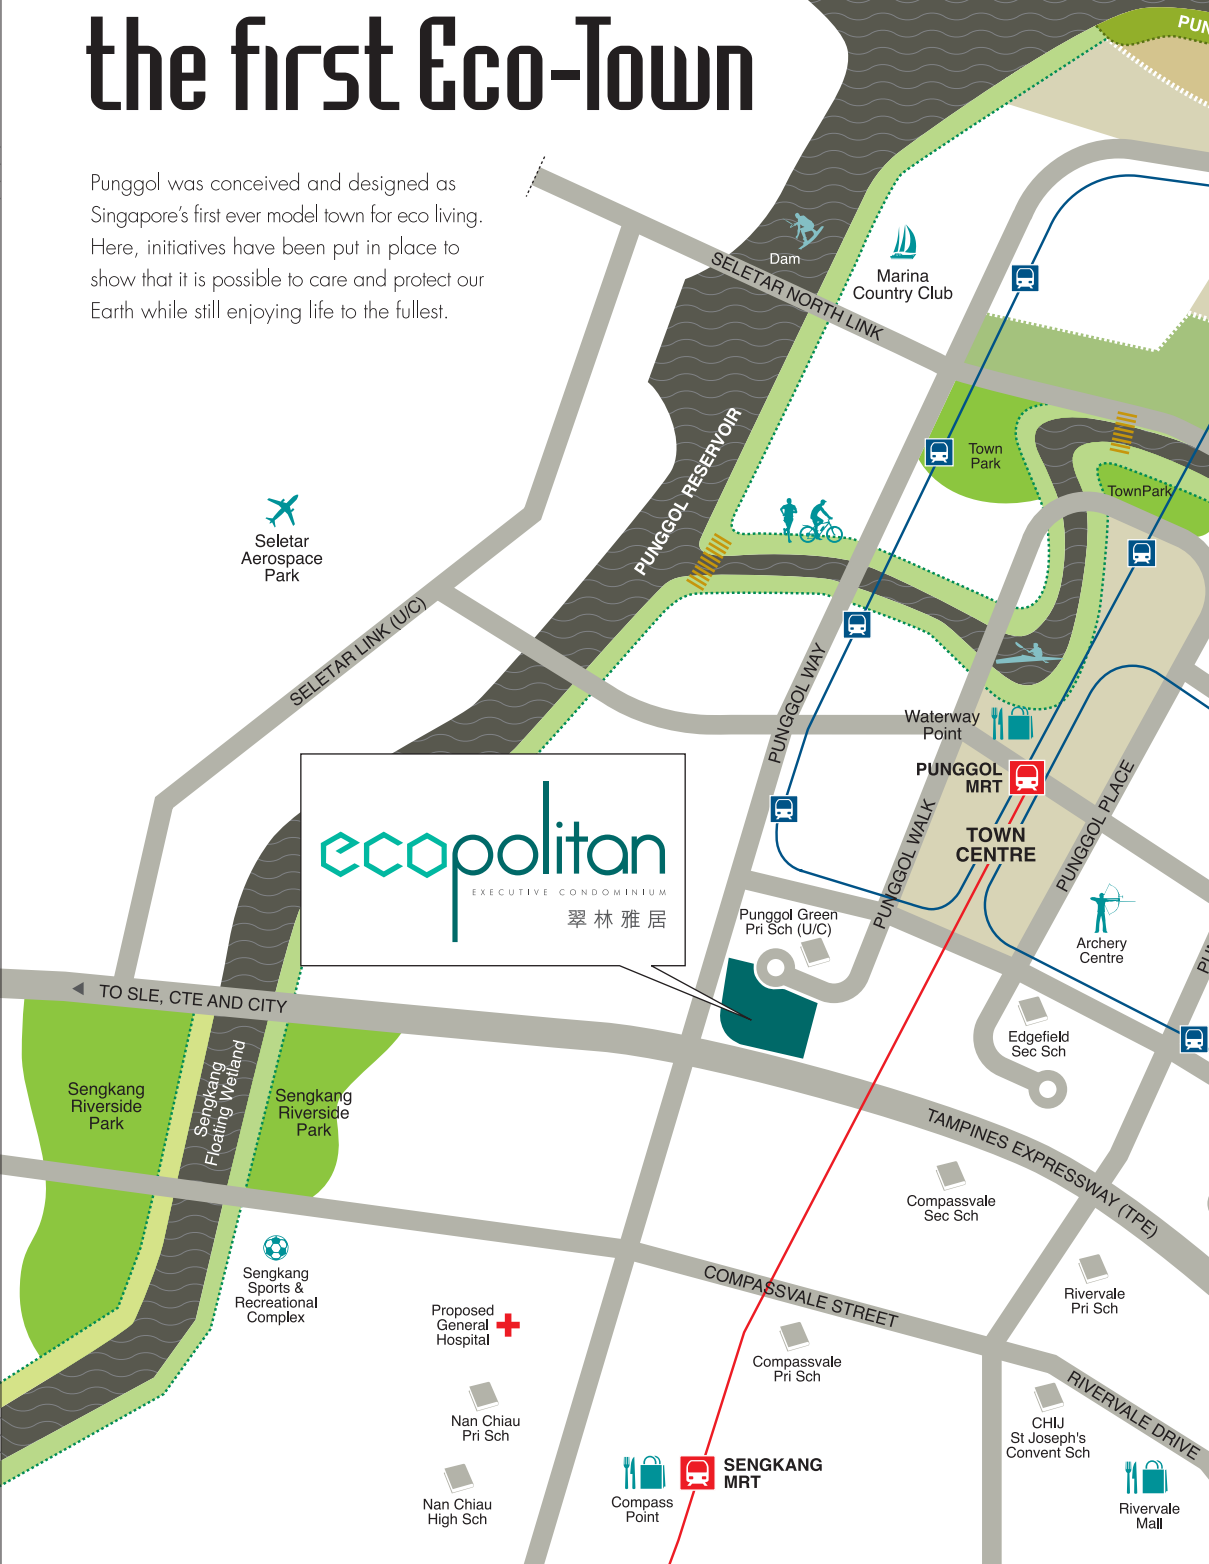 the first Eco-Town
Punggol was conceived and designed as
Singapore's first ever model town for eco living.
Here, initiatives have been put in place to
show that it is possible to care and protect our
Earth while still enjoying life to the fullest.
Dam
Marina
Country Club
SELETAR NORTH LINK
PUNGGOL RESERVOIR
Town
Park
TownPark
Seletar
Aerospace
Park
SELETAR LINK (U/C)
PUNGGOL WAY
Waterway
Point
PUNGGOL
MRT
TOWN
CENTRE
PUNGGOL WALK
PUNGGOL PLACE
ecopolitan
EXECUTIVE CONDOMINIUM
翠林雅居
Punggol Green
Pri Sch (U/C)
Archery
Centre
TO SLE, CTE AND CITY
Edgefield
Sec Sch
Sengkang
Riverside
Park
Sengkang
Floating Wetland
Sengkang
Riverside
Park
TAMPINES EXPRESSWAY (TPE)
Compassvale
Sec Sch
Sengkang
Sports &
Recreational
Complex
Proposed
General
Hospital
COMPASSVALE STREET
Rivervale
Pri Sch
Compassvale
Pri Sch
RIVERVALE DRIVE
Nan Chiau
Pri Sch
CHIJ
St Joseph's
Convent Sch
SENGKANG
MRT
Compass
Point
Nan Chiau
High Sch
Rivervale
Mall